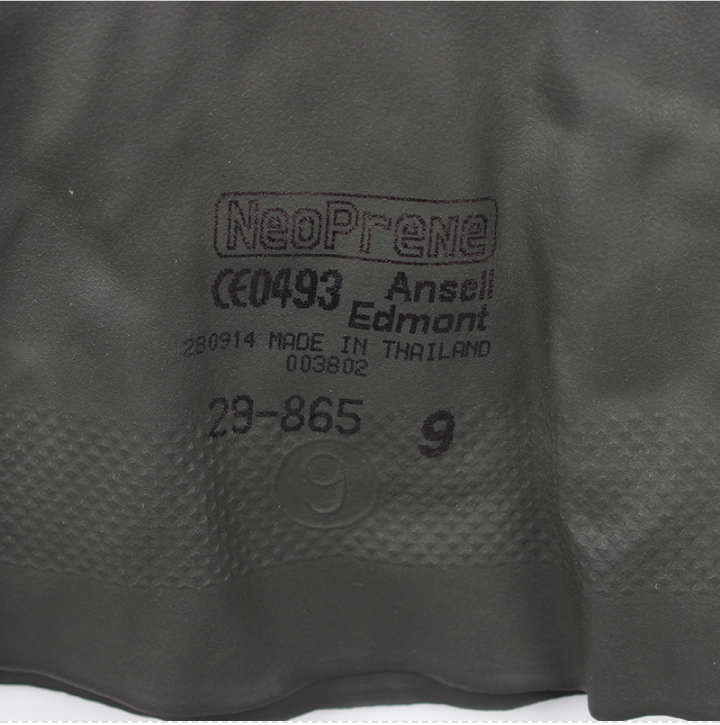 NeoPrene
CE0493 Ansell
Edmont
280914 MADE IN THAILAND
003802
29-865 9
9